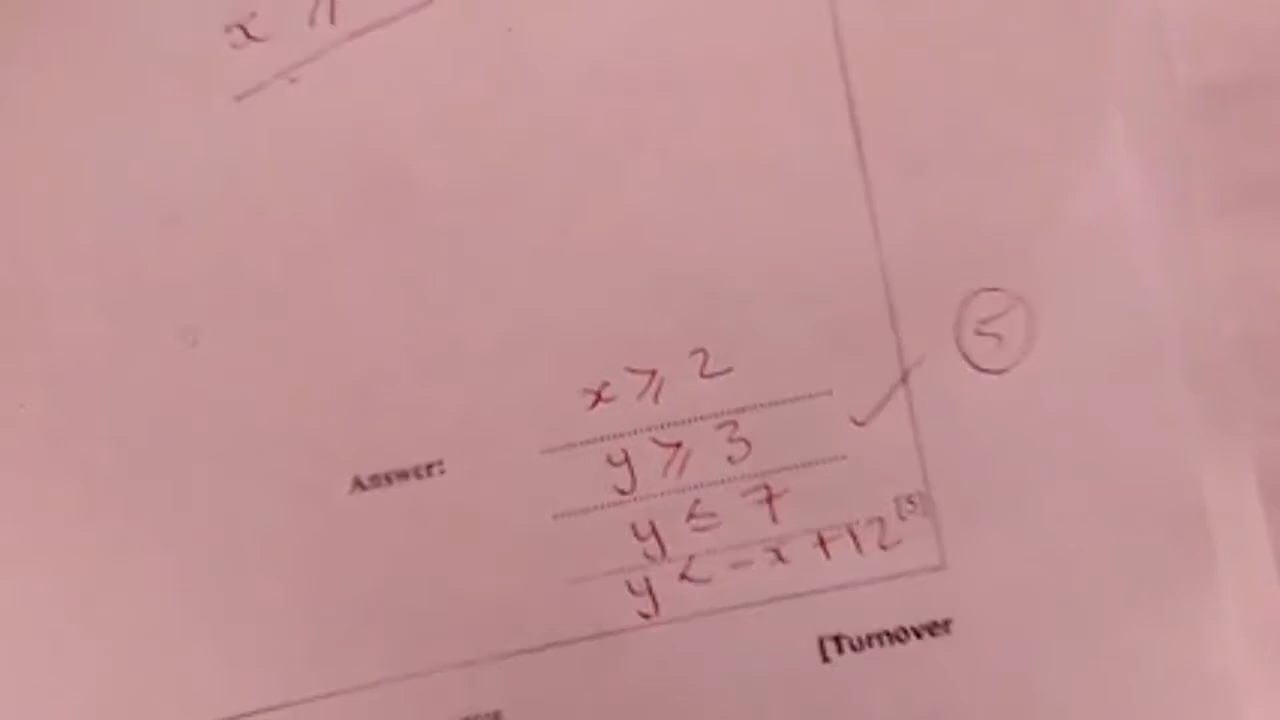 x ⩾
x ⩾ 2
Answer:
y ⩾ 3
y ≤ 7
[5]
y < -x +12
5
[Turnover